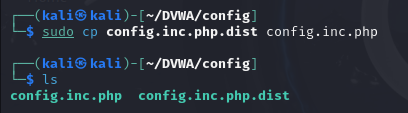 ┌──(kali㉿kali)-[~/DVWA/config]
└─$ sudo cp config.inc.php.dist config.inc.php
┌──(kali㉿kali)-[~/DVWA/config]
└─$ ls
config.inc.php  config.inc.php.dist